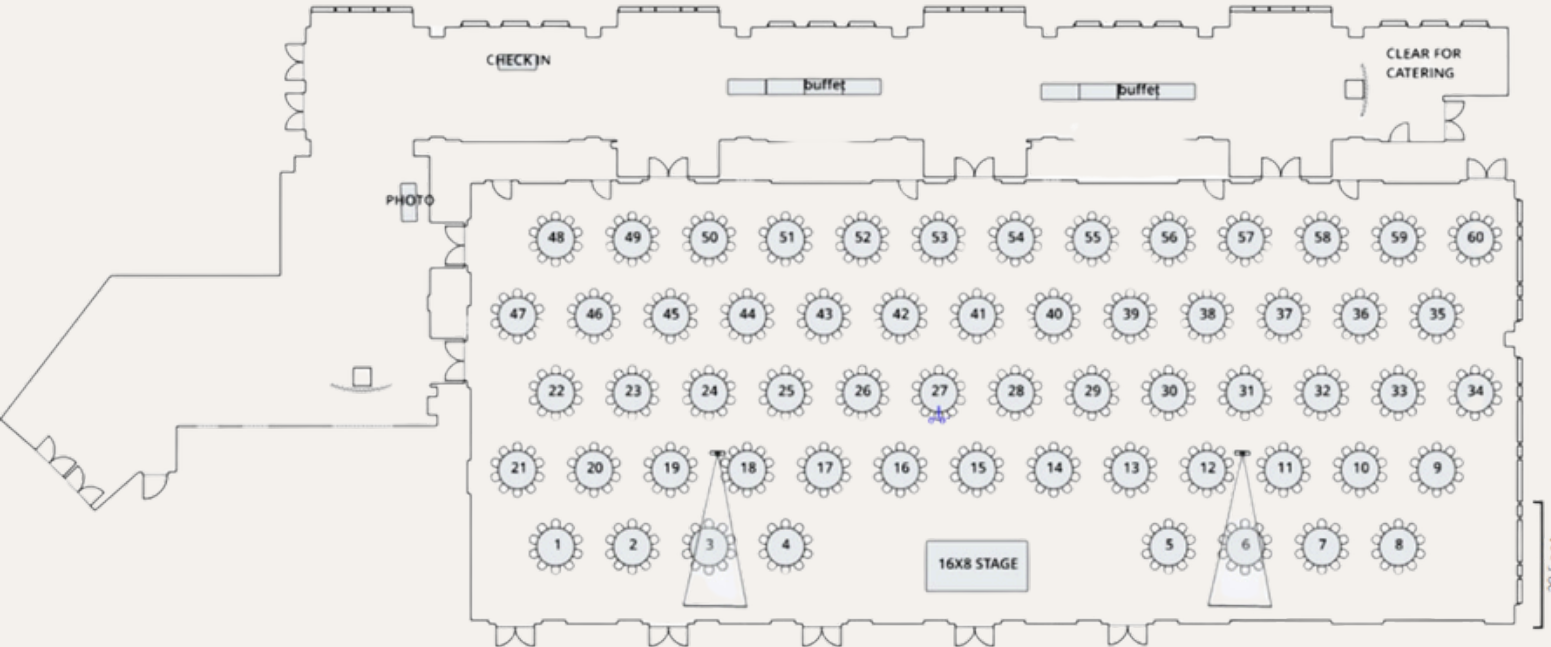 CHECK IN
CLEAR FOR
CATERING
buffet
buffet
PHOTO
48 49 50 51 52 53 54 55 56 57 58 59 60
47 46 45 44 43 42 41 40 39 38 37 36 35
22 23 24 25 26 27 28 29 30 31 32 33 34
21 20 19 18 17 16 15 14 13 12 11 10 9
1 2 3 4 5 6 7 8
16X8 STAGE